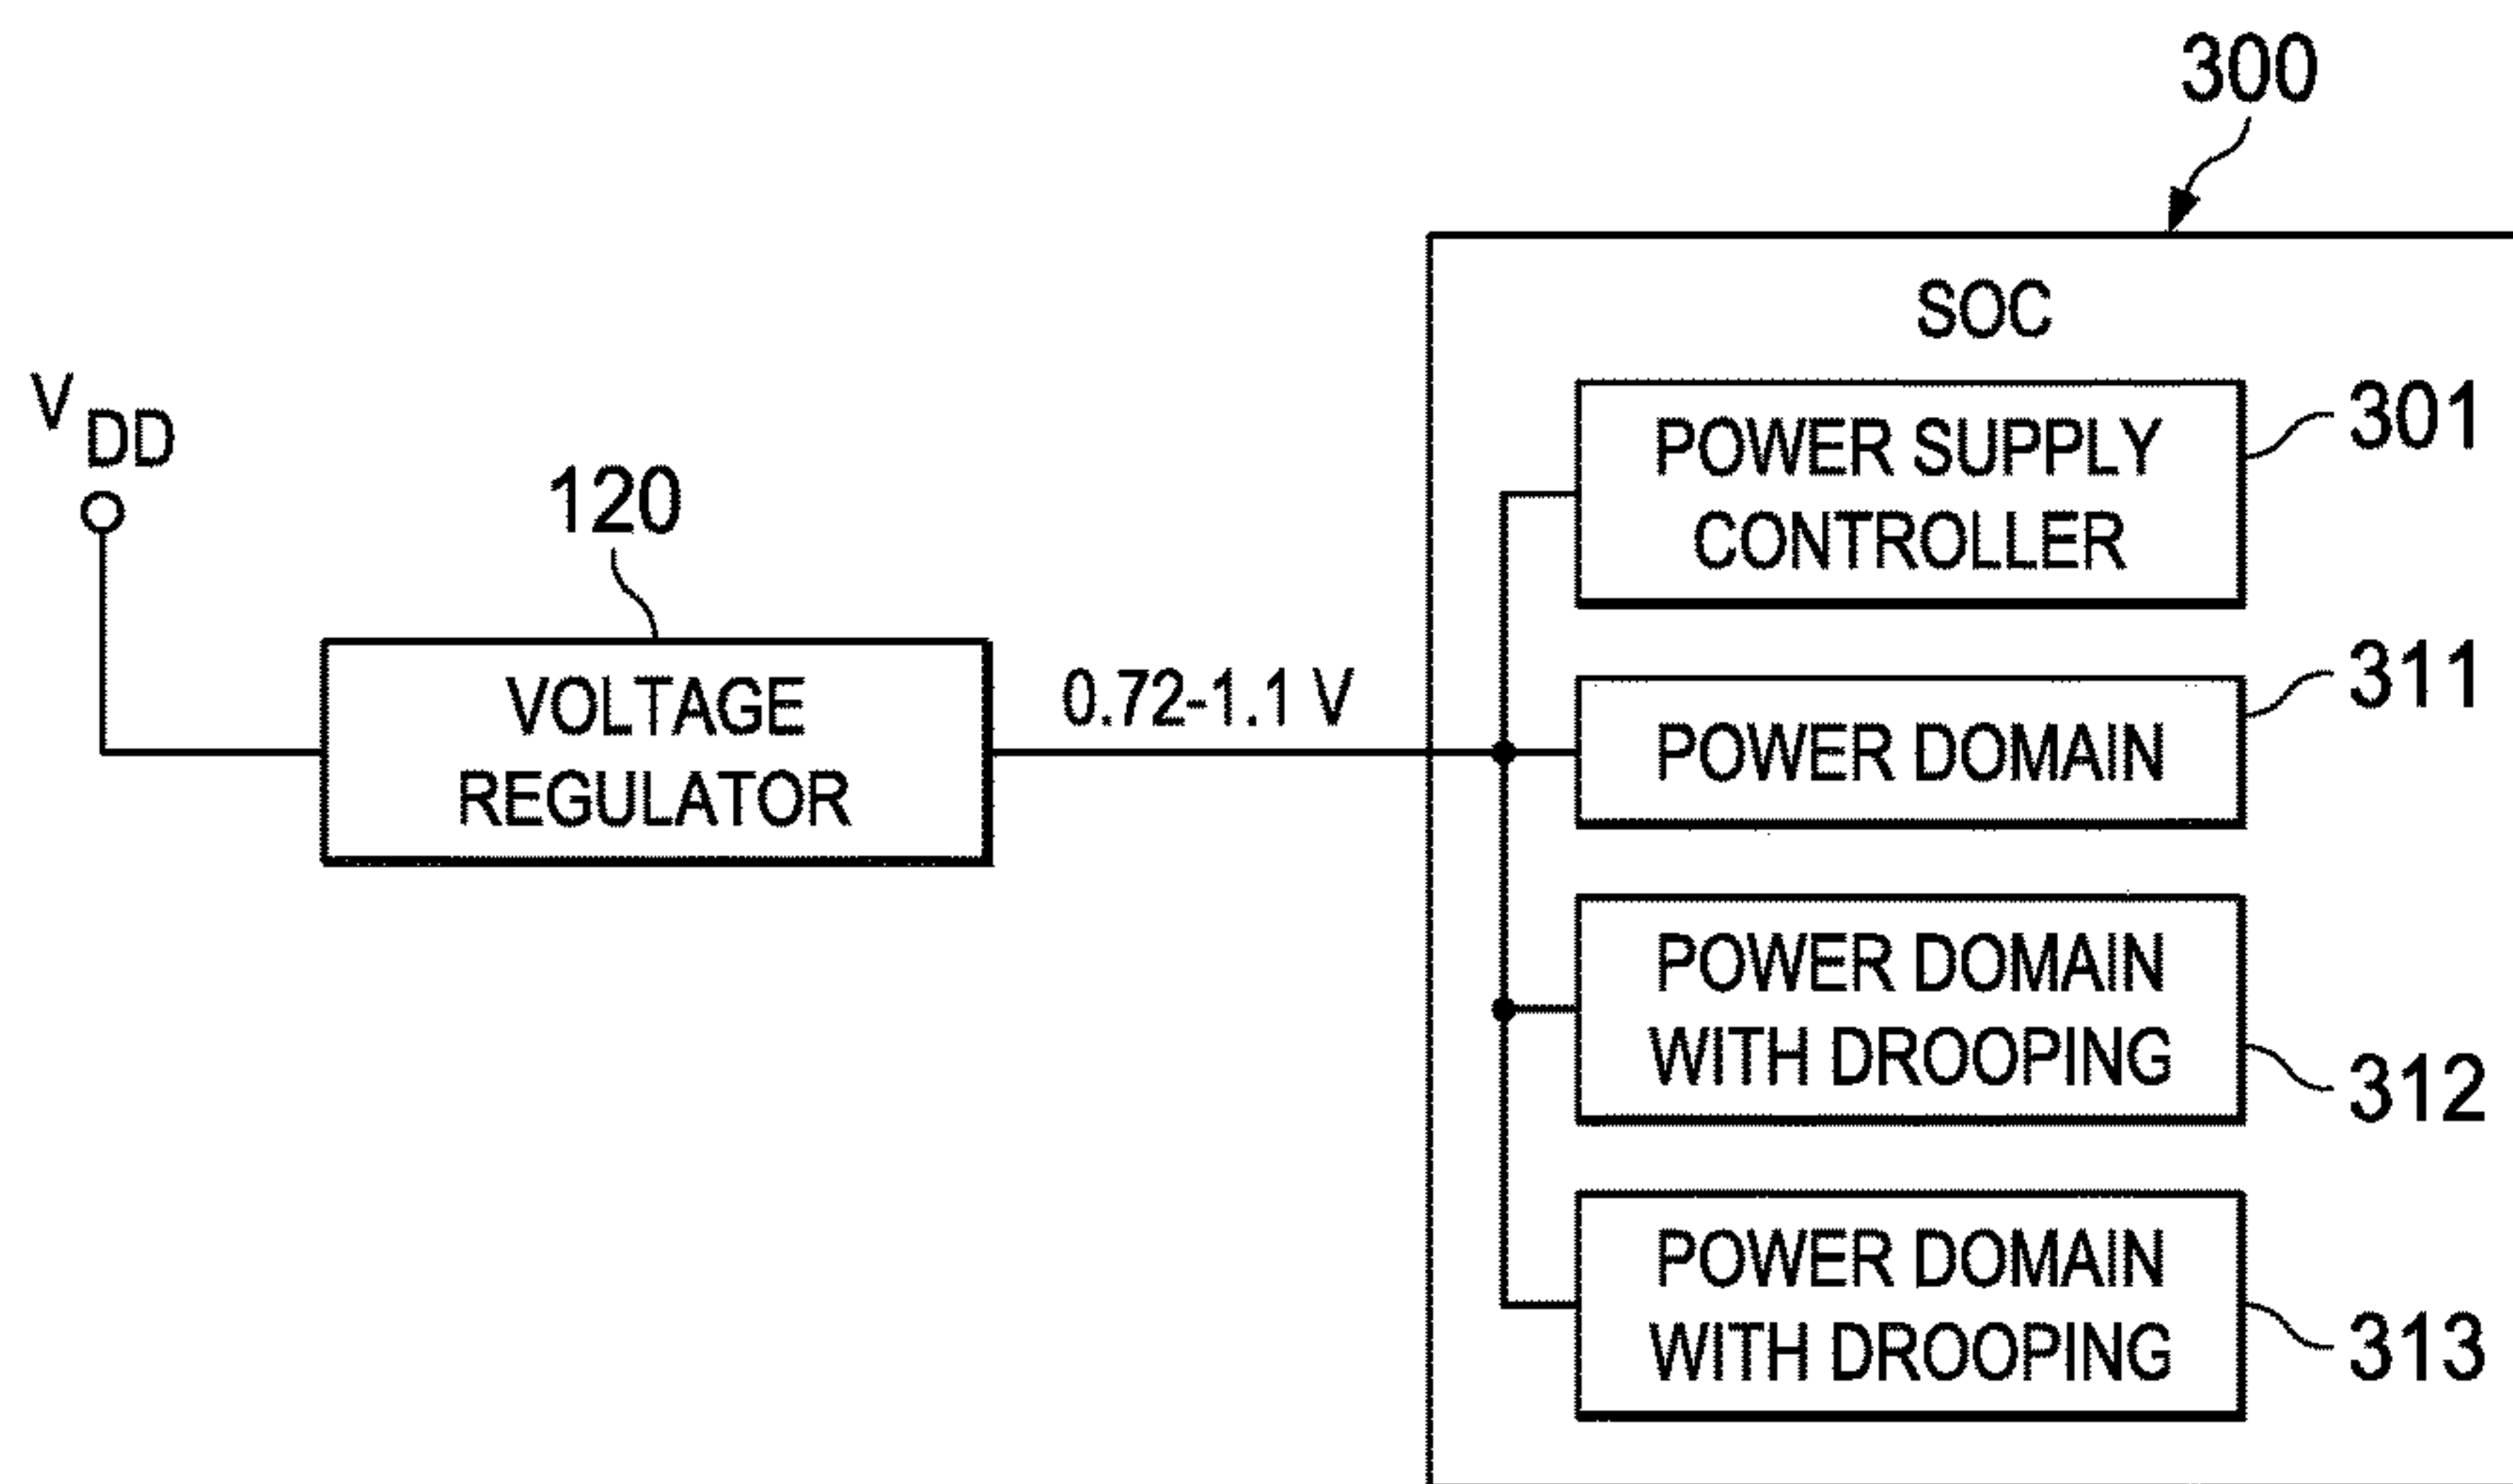 300
SOC
V DD
120
VOLTAGE
REGULATOR
0.72-1.1 V
POWER SUPPLY
CONTROLLER
301
POWER DOMAIN
311
POWER DOMAIN
WITH DROOPING
312
POWER DOMAIN
WITH DROOPING
313